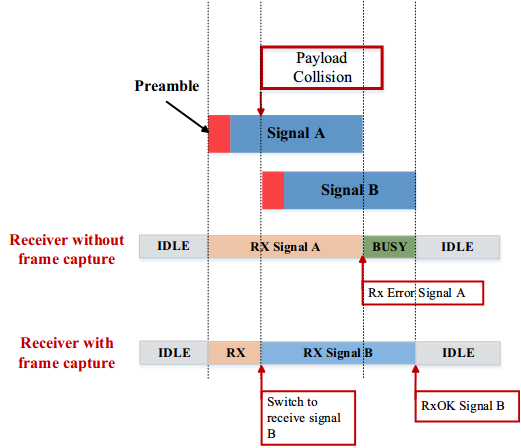 Payload
Collision
Preamble
Signal A
Signal B
Receiver without
frame capture
IDLE
RX Signal A
BUSY
IDLE
Rx Error Signal A
Receiver with
frame capture
IDLE
RX
RX Signal B
IDLE
Switch to
receive signal
B
RxOK Signal B